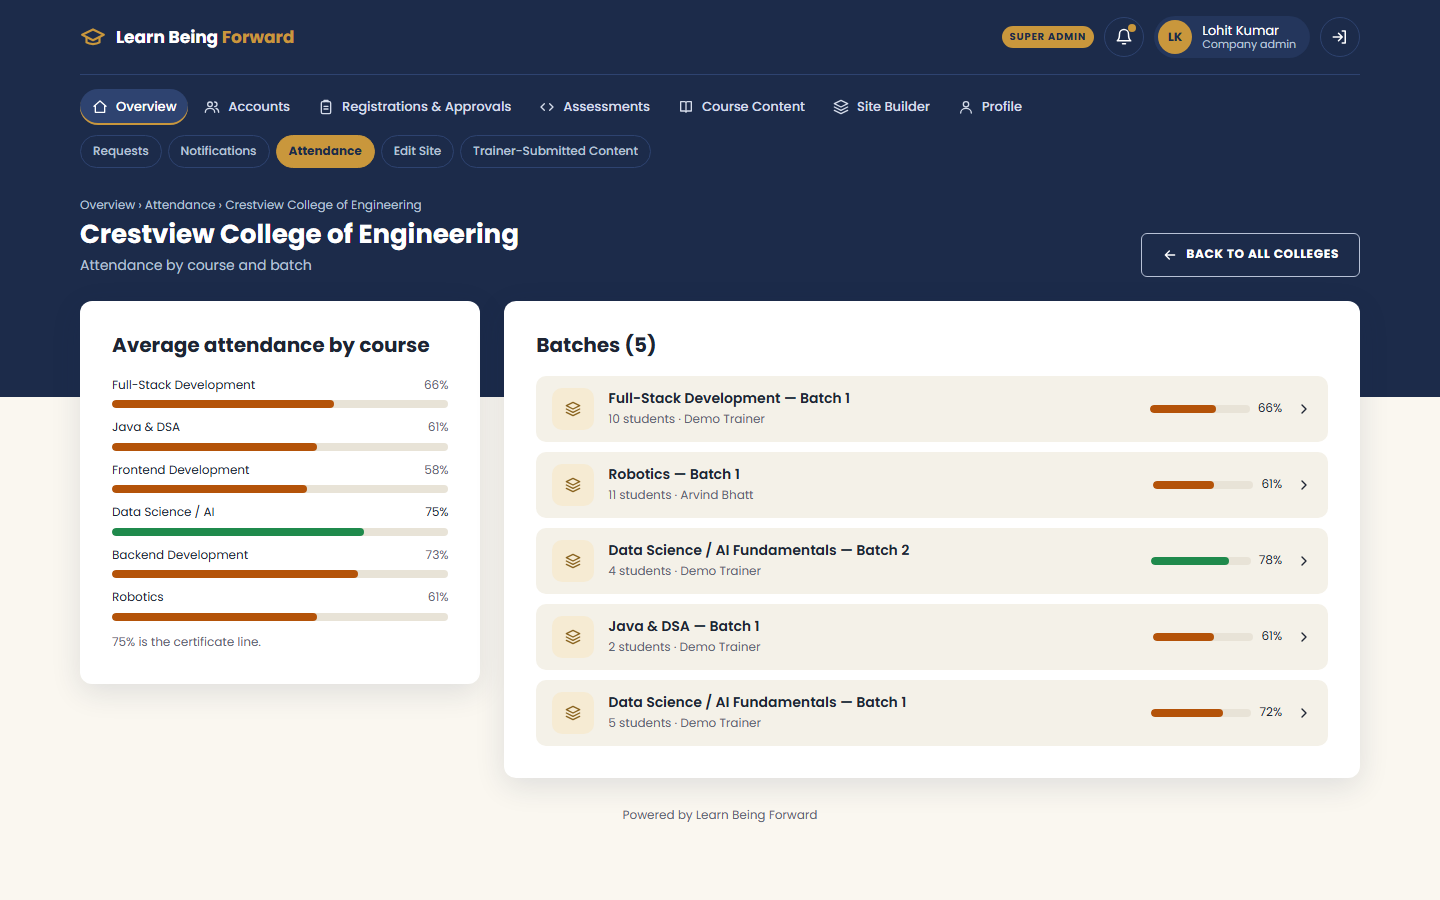 Learn Being Forward
SUPER ADMIN
LK
Lohit Kumar
Company admin
Overview
Accounts
Registrations & Approvals
Assessments
Course Content
Site Builder
Profile
Requests
Notifications
Attendance
Edit Site
Trainer-Submitted Content
Overview › Attendance › Crestview College of Engineering
Crestview College of Engineering
Attendance by course and batch
BACK TO ALL COLLEGES
Average attendance by course
Full-Stack Development 66%
Java & DSA 61%
Frontend Development 58%
Data Science / AI 75%
Backend Development 73%
Robotics 61%
75% is the certificate line.
Batches (5)
Full-Stack Development — Batch 1
10 students · Demo Trainer
66%
Robotics — Batch 1
11 students · Arvind Bhatt
61%
Data Science / AI Fundamentals — Batch 2
4 students · Demo Trainer
78%
Java & DSA — Batch 1
2 students · Demo Trainer
61%
Data Science / AI Fundamentals — Batch 1
5 students · Demo Trainer
72%
Powered by Learn Being Forward